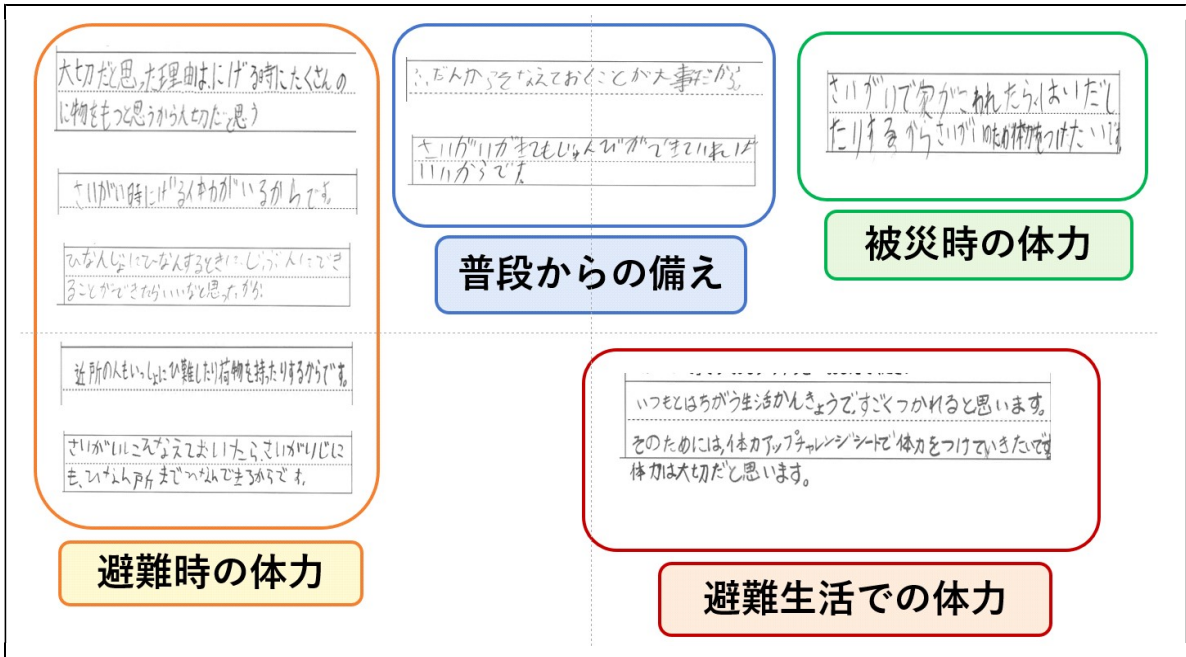 大切だと思った理由は、にげる時にたくさんの
に物をもつと思うから大切だと思う
さいがい時にげる体力がいるからです。
ひなんじょにひなんするときに、じぶんにでき
ることができたらいいなと思ったから。
近所の人もいっしょにひ難したり荷物を持ったりするからです。
さいがいにそなえておいたら、さいがいじに
も、ひなん所までひなんできるからです。
避難時の体力
ふだんからそなえておくことが大事だから
さいがいがきてもじゅんびができていれば
いいからです。
普段からの備え
さいがいで家がこわれたら、はいだし
たりするからさいがい体力をつけたいです
被災時の体力
いつもとはちがう生活かんきょうで、すごくつかれると思います。
そのためには、体力アップチャレンジシートで体力をつけていきたいです
体力は大切だと思います。
避難生活での体力